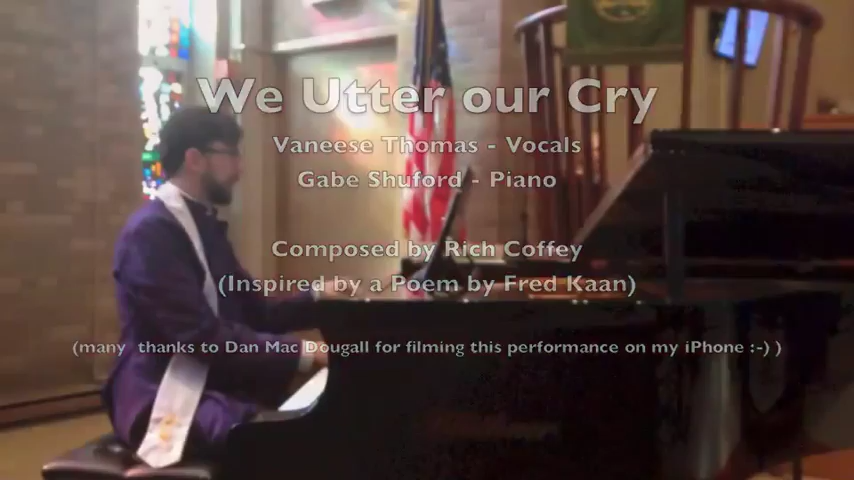 We Utter our Cry
Vaneese Thomas - Vocals
Gabe Shuford - Piano
Composed by Rich Coffey
(Inspired by a Poem by Fred Kaan)
(many thanks to Dan Mac Dougall for filming this performance on my iPhone :-) )